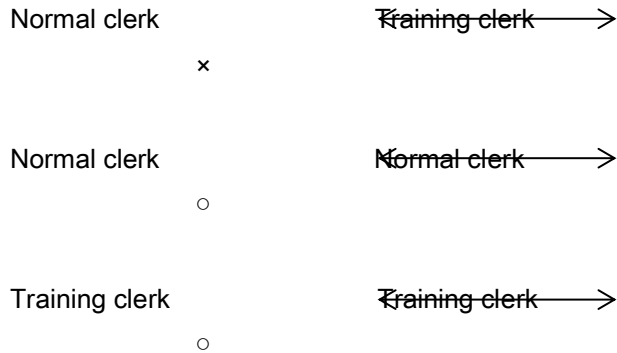 Normal clerk Training clerk
×
Normal clerk Normal clerk
○
Training clerk Training clerk
○